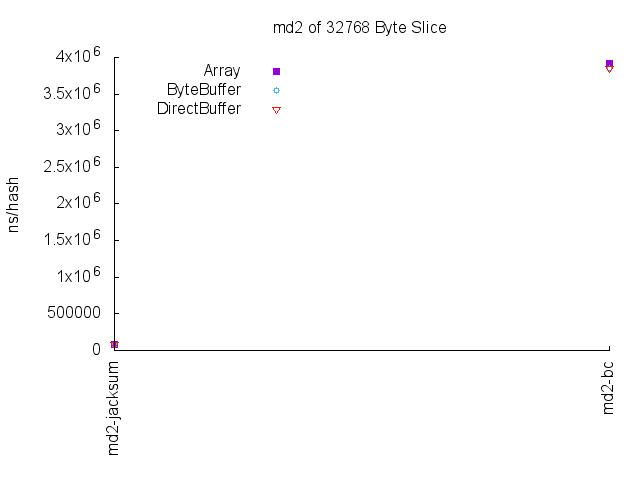 md2 of 32768 Byte Slice
4x10^6
3.5x10^6
3x10^6
2.5x10^6
2x10^6
1.5x10^6
1x10^6
500000
0
ns/hash
Array
ByteBuffer
DirectBuffer
md2-jacksum
md2-bc